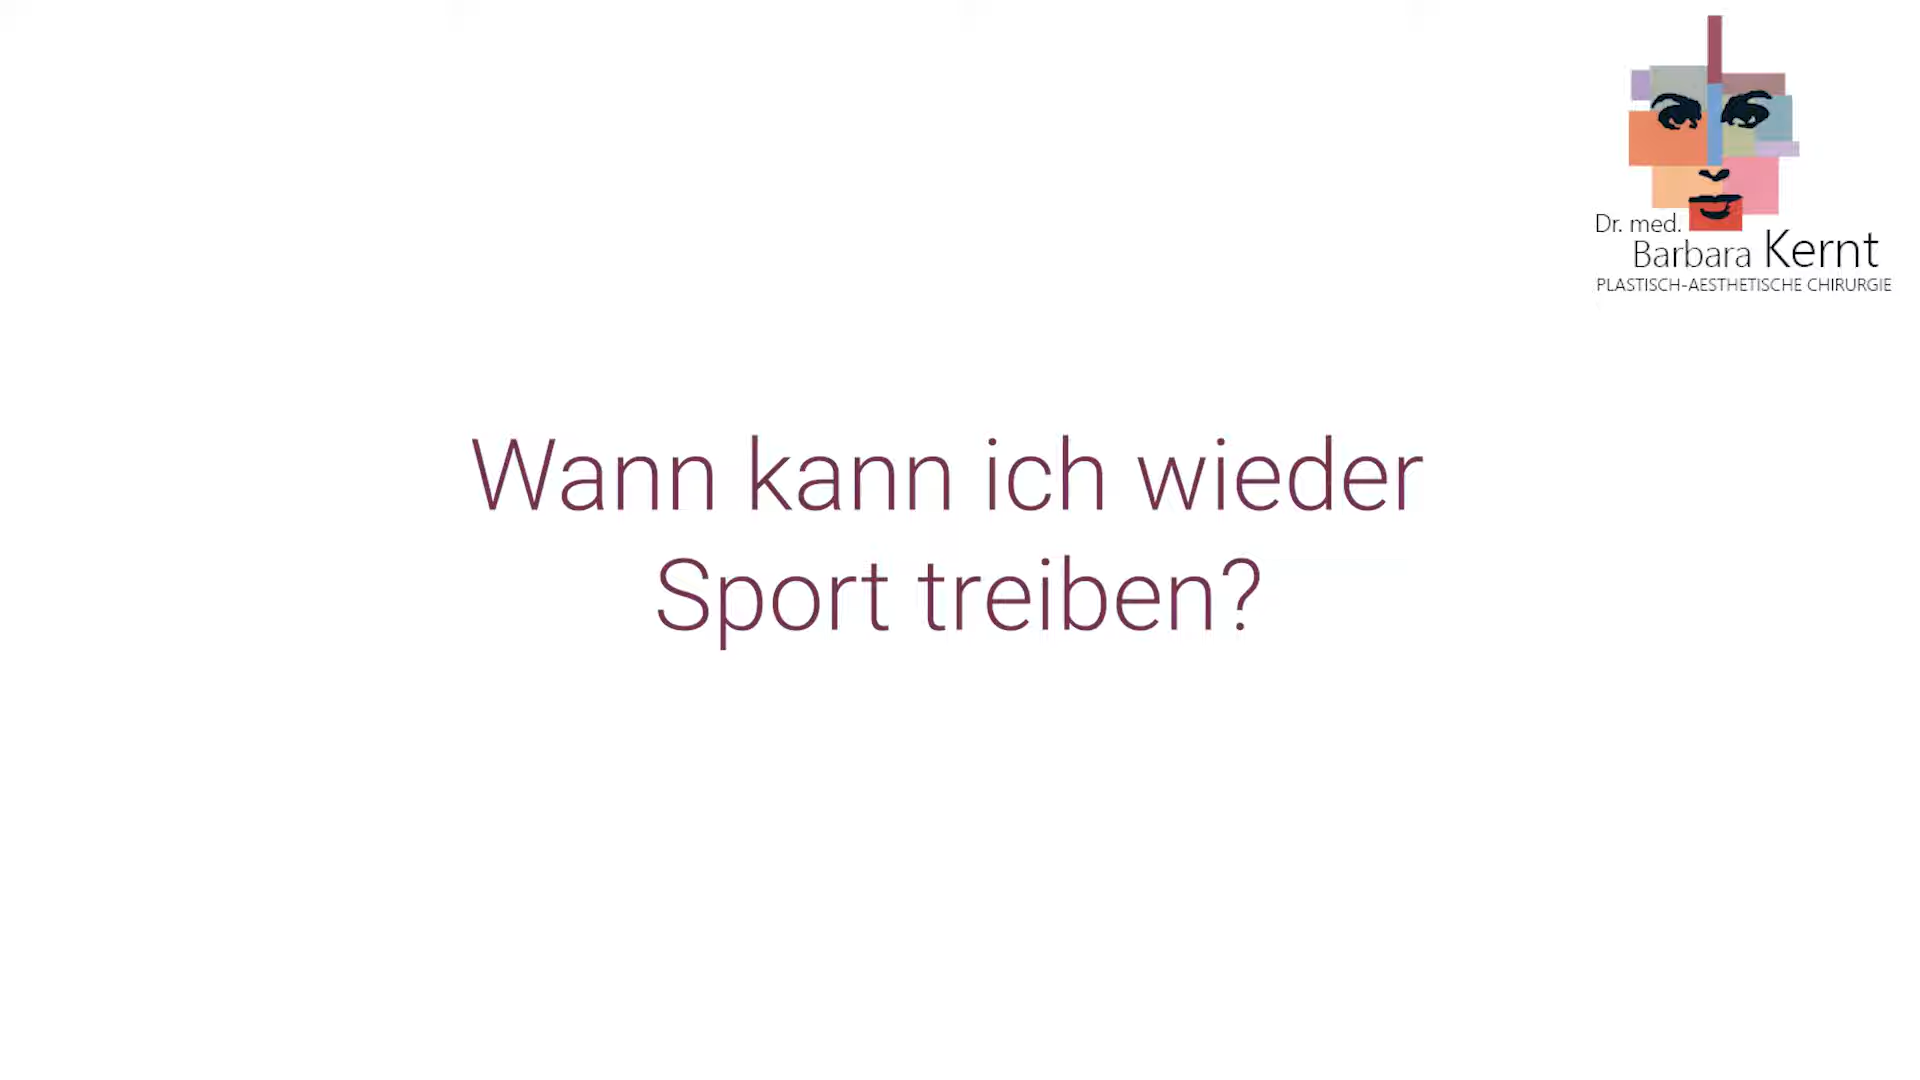 Dr. med.
Barbara Kernt
PLASTISCH-AESTHETISCHE CHIRURGIE
Wann kann ich wieder
Sport treiben?